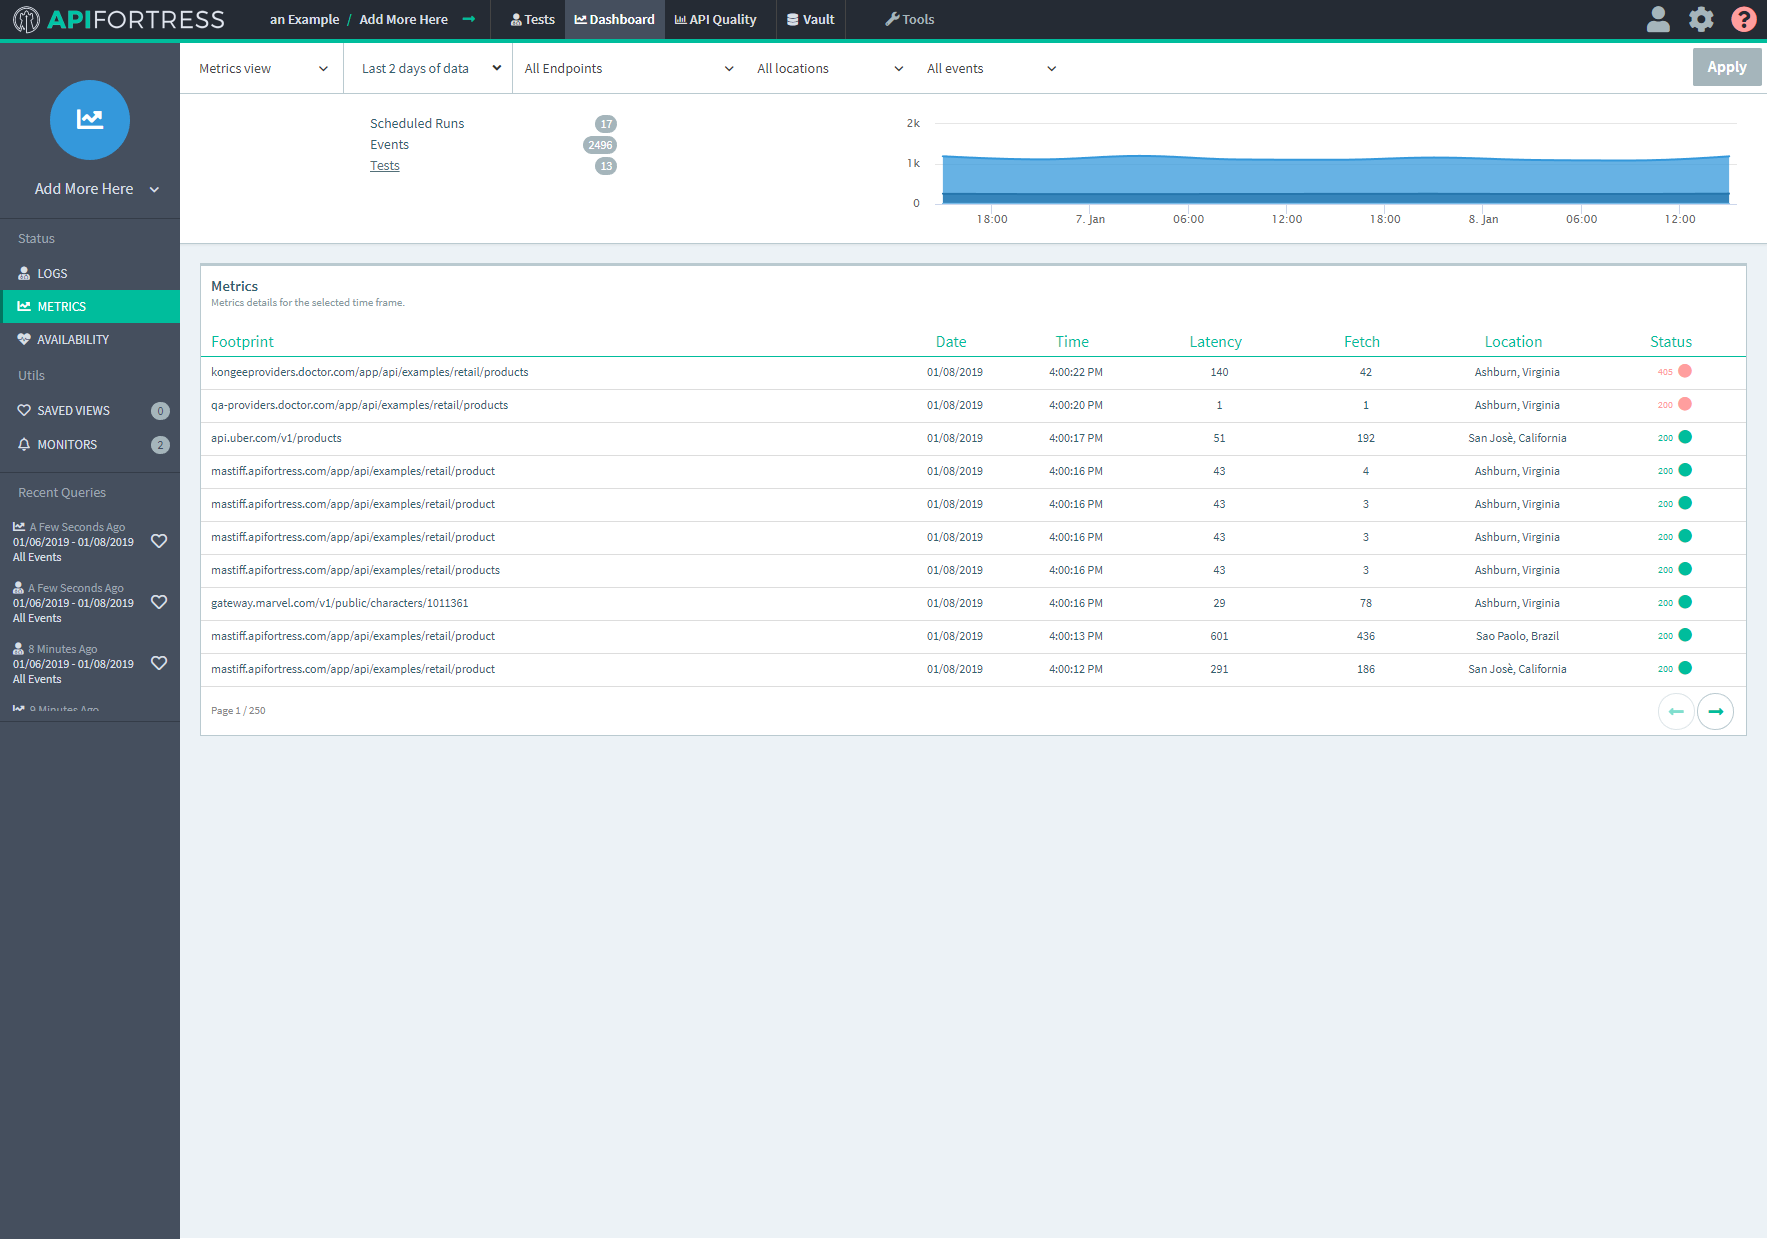 APIFORTRESS
an Example / Add More Here
Tests
Dashboard
API Quality
Vault
Tools
?
Metrics view
Last 2 days of data
All Endpoints
All locations
All events
Apply
Add More Here
Status
LOGS
METRICS
AVAILABILITY
Utils
SAVED VIEWS 0
MONITORS 2
Recent Queries
A Few Seconds Ago
01/06/2019 - 01/08/2019
All Events
A Few Seconds Ago
01/06/2019 - 01/08/2019
All Events
8 Minutes Ago
01/06/2019 - 01/08/2019
All Events
9 Minutes Ago
Scheduled Runs 17
Events 2496
Tests 13
2k
1k
0
18:00 7. Jan 06:00 12:00 18:00 8. Jan 06:00 12:00
Metrics
Metrics details for the selected time frame.
Footprint Date Time Latency Fetch Location Status
kongeeproviders.doctor.com/app/api/examples/retail/products 01/08/2019 4:00:22 PM 140 42 Ashburn, Virginia 405
qa-providers.doctor.com/app/api/examples/retail/products 01/08/2019 4:00:20 PM 1 1 Ashburn, Virginia 200
api.uber.com/v1/products 01/08/2019 4:00:17 PM 51 192 San Josè, California 200
mastiff.apifortress.com/app/api/examples/retail/product 01/08/2019 4:00:16 PM 43 4 Ashburn, Virginia 200
mastiff.apifortress.com/app/api/examples/retail/product 01/08/2019 4:00:16 PM 43 3 Ashburn, Virginia 200
mastiff.apifortress.com/app/api/examples/retail/product 01/08/2019 4:00:16 PM 43 3 Ashburn, Virginia 200
mastiff.apifortress.com/app/api/examples/retail/products 01/08/2019 4:00:16 PM 43 3 Ashburn, Virginia 200
gateway.marvel.com/v1/public/characters/1011361 01/08/2019 4:00:16 PM 29 78 Ashburn, Virginia 200
mastiff.apifortress.com/app/api/examples/retail/product 01/08/2019 4:00:13 PM 601 436 Sao Paolo, Brazil 200
mastiff.apifortress.com/app/api/examples/retail/product 01/08/2019 4:00:12 PM 291 186 San Josè, California 200
Page 1 / 250